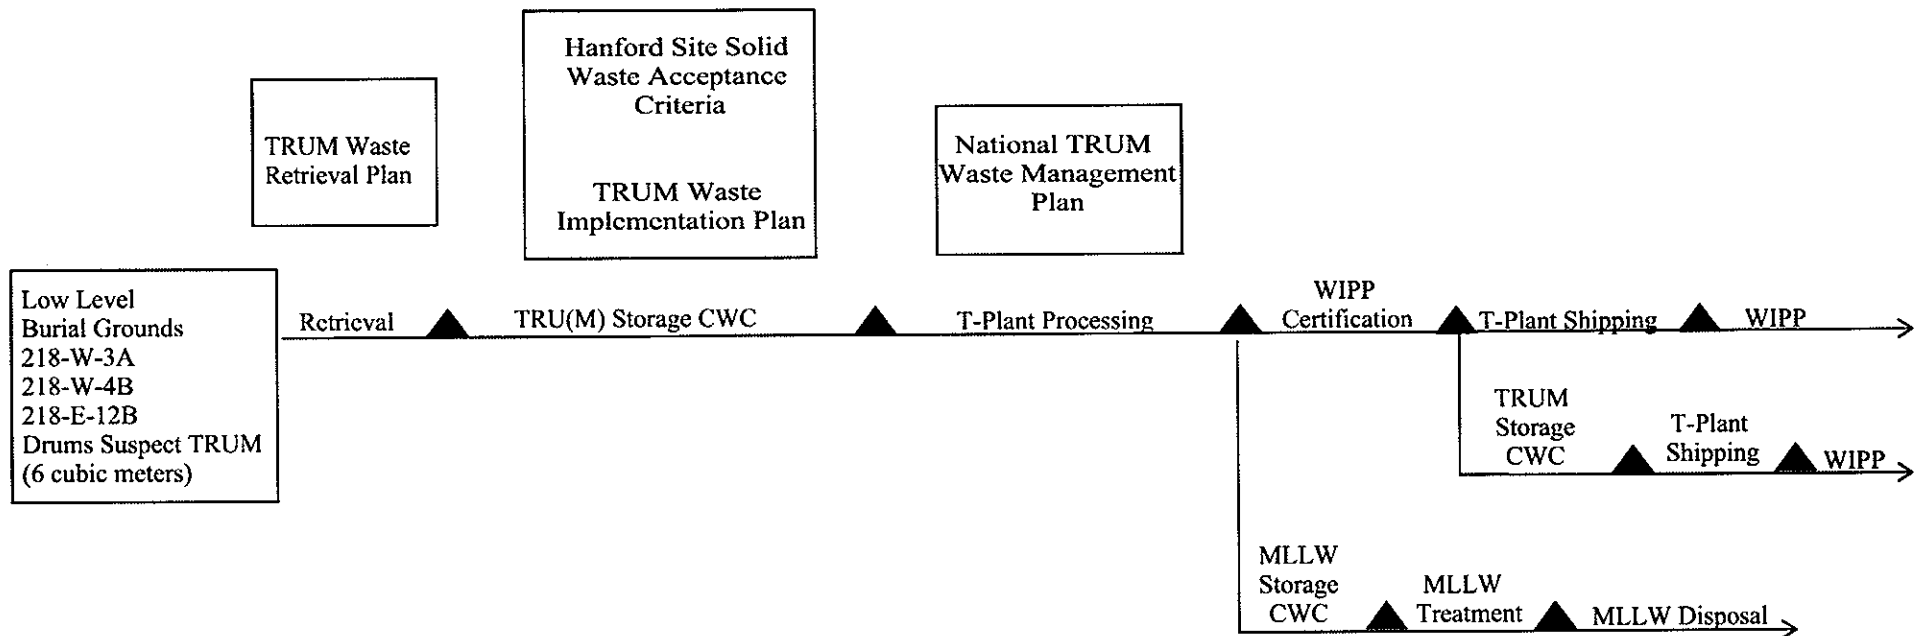 Hanford Site Solid
Waste Acceptance
Criteria
TRUM Waste
Implementation Plan
TRUM Waste
Retrieval Plan
National TRUM
Waste Management
Plan
Low Level
Burial Grounds
218-W-3A
218-W-4B
218-E-12B
Drums Suspect TRUM
(6 cubic meters)
Retrieval
TRU(M) Storage CWC
T-Plant Processing
WIPP
Certification
T-Plant Shipping
WIPP
TRUM
Storage
CWC
T-Plant
Shipping
WIPP
MLLW
Storage
CWC
MLLW
Treatment
MLLW Disposal